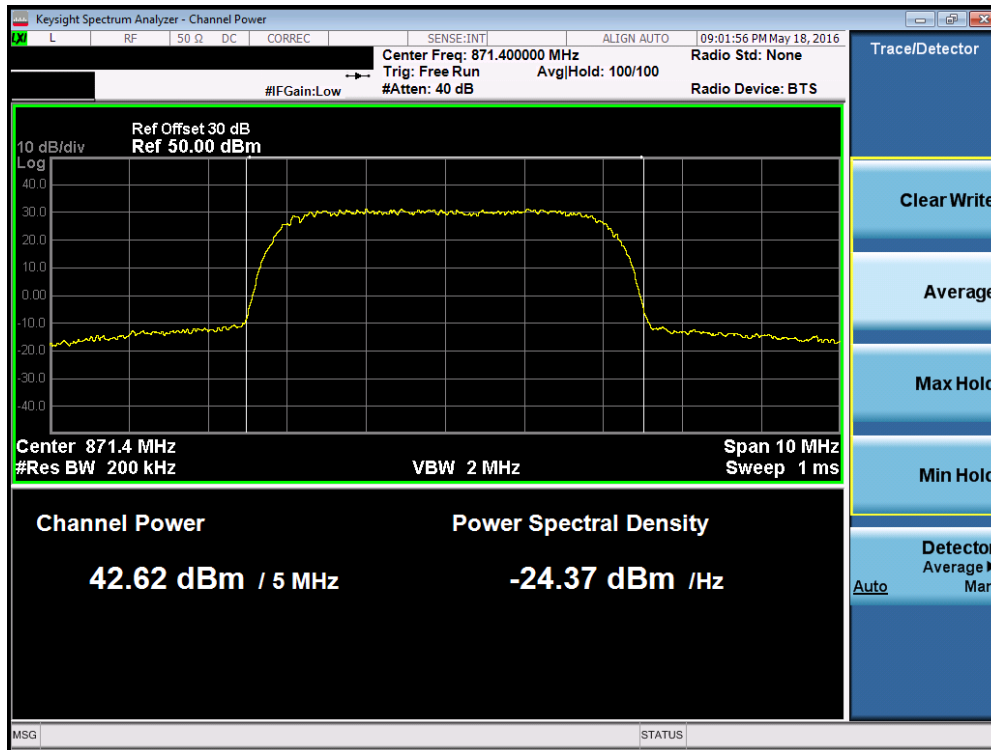 Keysight Spectrum Analyzer - Channel Power
LXI L RF 50 Ω DC CORREC SENSE:INT ALIGN AUTO 09:01:56 PM May 18, 2016
Center Freq: 871.400000 MHz Radio Std: None
Trig: Free Run Avg|Hold: 100/100
#IFGain:Low #Atten: 40 dB Radio Device: BTS
Ref Offset 30 dB
10 dB/div Ref 50.00 dBm
Log
40.0
30.0
20.0
10.0
0.00
-10.0
-20.0
-30.0
-40.0
Center 871.4 MHz Span 10 MHz
#Res BW 200 kHz VBW 2 MHz Sweep 1 ms
Channel Power Power Spectral Density
42.62 dBm / 5 MHz -24.37 dBm /Hz
MSG STATUS
Trace/Detector
Clear Write
Average
Max Hold
Min Hold
Detector
Average
Auto Man